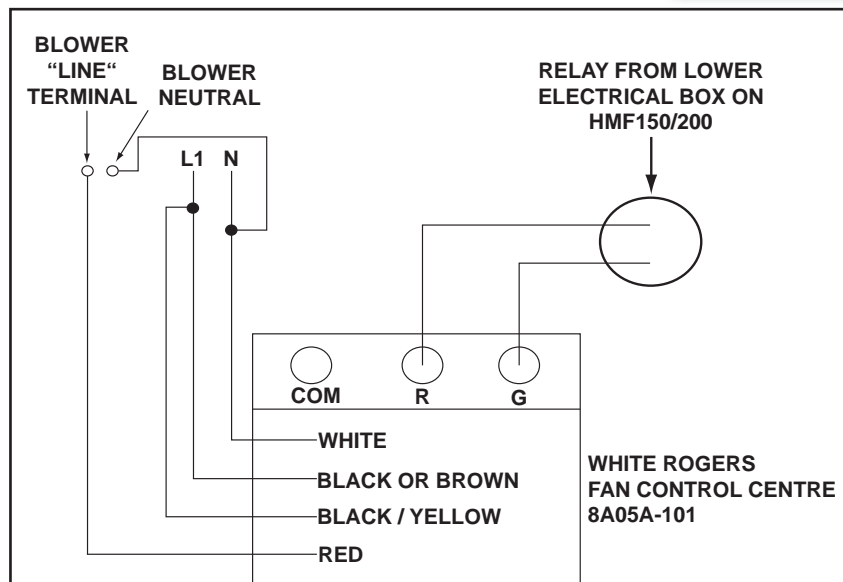 BLOWER
“LINE“
TERMINAL
BLOWER
NEUTRAL
RELAY FROM LOWER
ELECTRICAL BOX ON
HMF150/200
L1 N
COM
R
G
WHITE
BLACK OR BROWN
BLACK / YELLOW
RED
WHITE ROGERS
FAN CONTROL CENTRE
8A05A-101